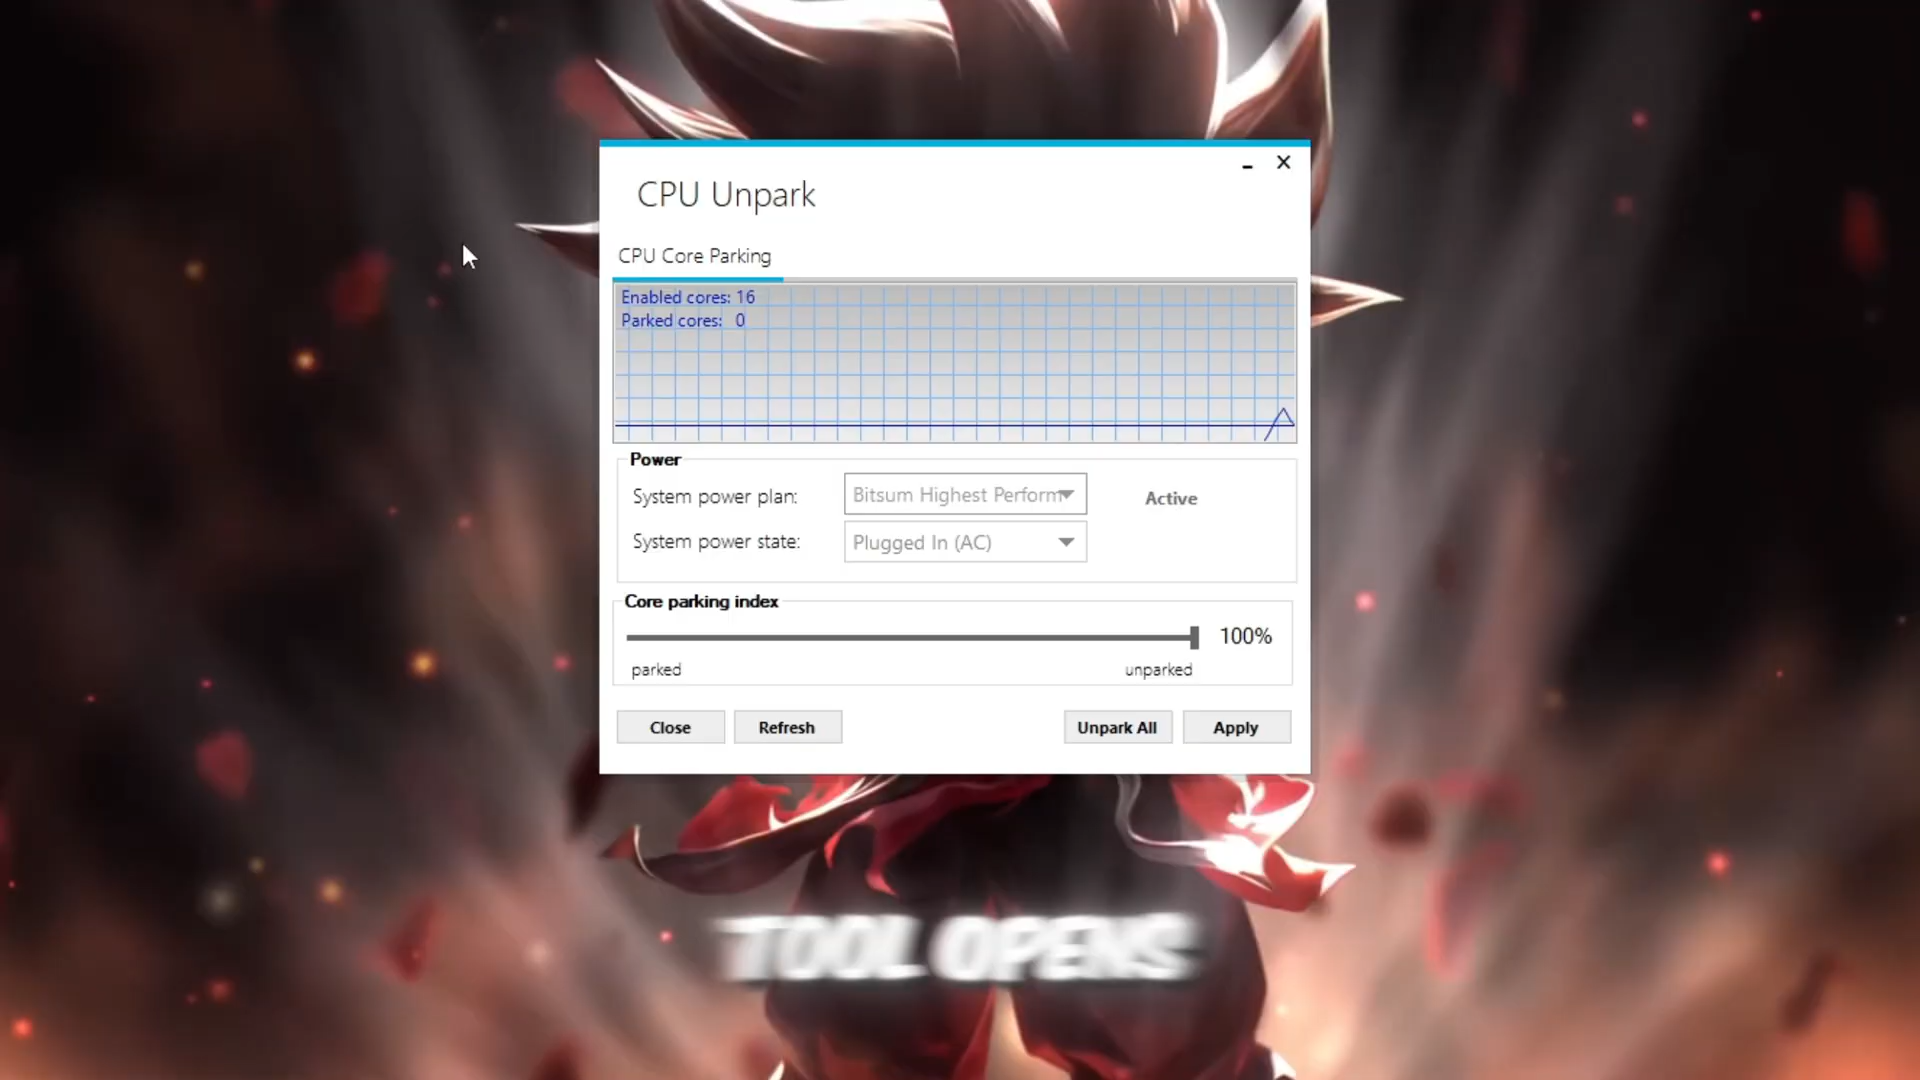 CPU Unpark
CPU Core Parking
Enabled cores: 16
Parked cores: 0
Power
System power plan: Bitsum Highest Perform Active
System power state: Plugged In (AC)
Core parking index
100%
parked unparked
Close Refresh Unpark All Apply
TOOL OPENS